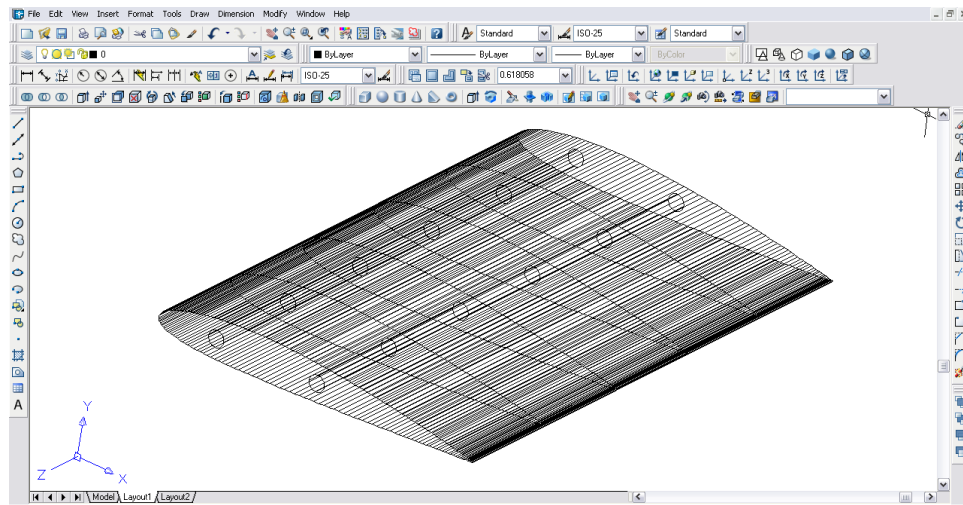 File Edit View Insert Format Tools Draw Dimension Modify Window Help
Standard ISO-25 Standard
0 ByLayer ByLayer ByLayer ByColor
ISO-25 0.618058
A
Y
Z X
Model Layout1 Layout2